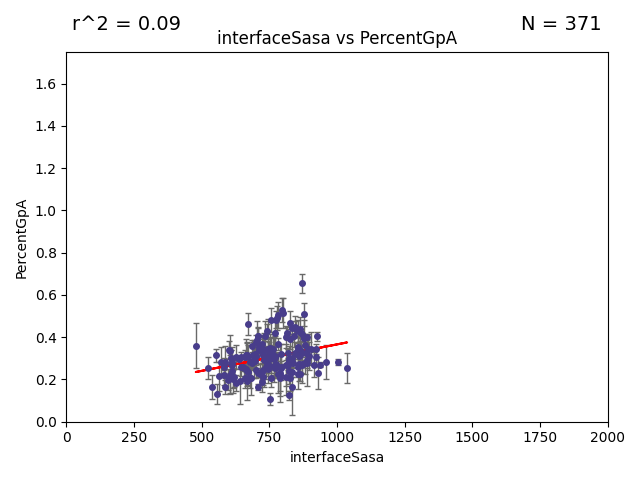 r^2 = 0.09
N = 371
interfaceSasa vs PercentGpA
PercentGpA
1.6
1.4
1.2
1.0
0.8
0.6
0.4
0.2
0.0
0 250 500 750 1000 1250 1500 1750 2000
interfaceSasa